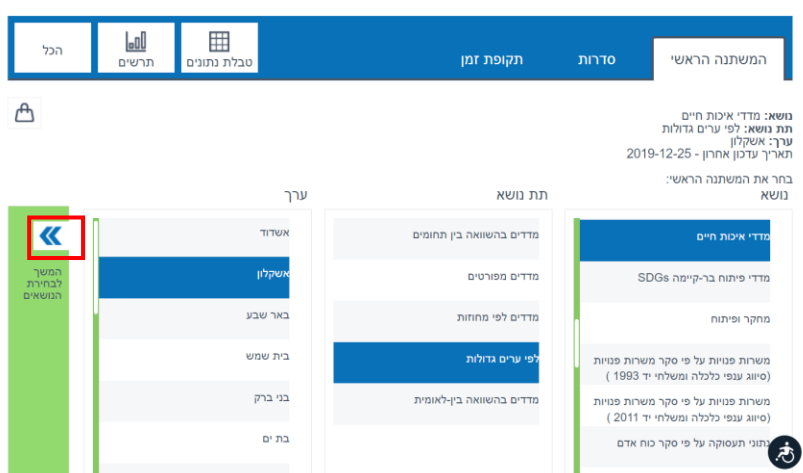 המשתנה הראשי
סדרות
תקופת זמן
טבלת נתונים
תרשים
הכל
נושא: מדדי איכות חיים
תת נושא: לפי ערים גדולות
ערך: אשקלון
תאריך עדכון אחרון - 2019-12-25
בחר את המשתנה הראשי:
נושא
תת נושא
ערך
מדדי איכות חיים
מדדי פיתוח בר-קיימה SDGs
מחקר ופיתוח
משרות פנויות על פי סקר משרות פנויות
(סיווג ענפי כלכלה ומשלחי יד 1993 )
משרות פנויות על פי סקר משרות פנויות
(סיווג ענפי כלכלה ומשלחי יד 2011 )
נתוני תעסוקה על פי סקר כוח אדם
מדדים בהשוואה בין תחומים
מדדים מפורטים
מדדים לפי מחוזות
לפי ערים גדולות
מדדים בהשוואה בין-לאומית
אשדוד
אשקלון
באר שבע
בית שמש
בני ברק
בת ים
המשך
לבחירת
הנושאים